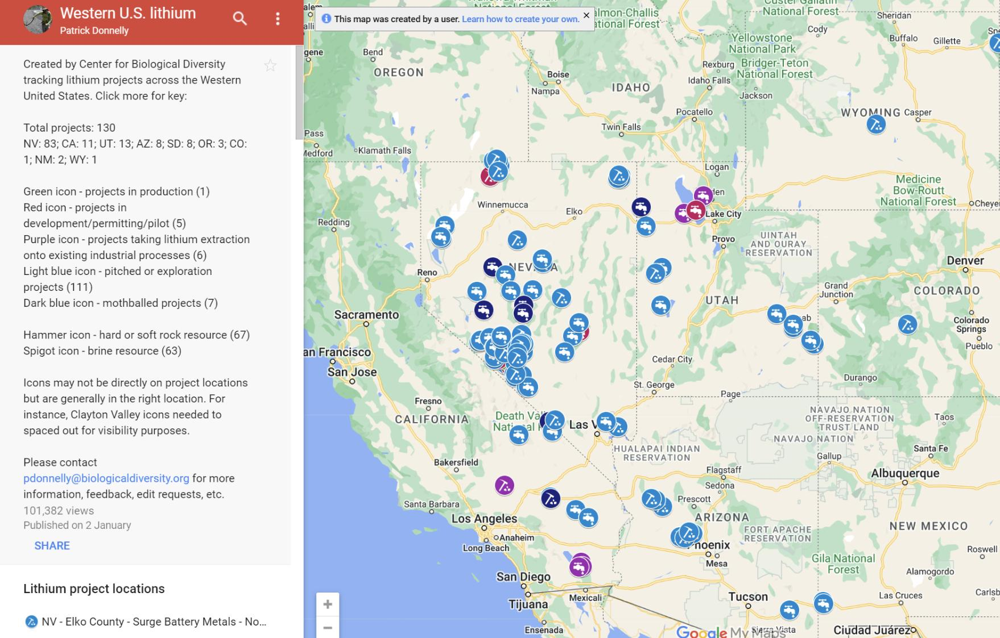 Western U.S. lithium
Patrick Donnelly
Created by Center for Biological Diversity
tracking lithium projects across the Western
United States. Click more for key:
Total projects: 130
NV: 83; CA: 11; UT: 13; AZ: 8; SD: 8; OR: 3; CO:
1; NM: 2; WY: 1
Green icon - projects in production (1)
Red icon - projects in
development/permitting/pilot (5)
Purple icon - projects taking lithium extraction
onto existing industrial processes (6)
Light blue icon - pitched or exploration
projects (111)
Dark blue icon - mothballed projects (7)
Hammer icon - hard or soft rock resource (67)
Spigot icon - brine resource (63)
Icons may not be directly on project locations
but are generally in the right location. For
instance, Clayton Valley icons needed to
spaced out for visibility purposes.
Please contact
pdonnelly@biologicaldiversity.org for more
information, feedback, edit requests, etc.
101,382 views
Published on 2 January
SHARE
Lithium project locations
NV - Elko County - Surge Battery Metals - No...
This map was created by a user. Learn how to create your own.
National Forest
almon-Challis
ational Forest
Custer Gallatin
National Forest
Sheridan
Cody
Buffalo
Gillette
Yellowstone
National Park
Bridger-Teton
National Forest
alem
gene
Bend
OREGON
Boise
Nampa
IDAHO
Rexburg
Idaho Falls
Jackson
Pocatello
Twin Falls
WYOMING
Casper
Pass
Medford
Klamath Falls
Logan
den
Lake City
Provo
Medicine
Bow-Routt
National Forest
Cheyer
Winnemucca
Elko
Redding
UINTAH
AND OURAY
RESERVATION
Denver
NEVADA
Reno
Grand
Junction
COLORADO
UTAH
Sacramento
ab
Colorado
Springs
Pueblo
an Francisco
San Jose
Cedar City
Durango
St. George
Page
Fresno
CALIFORNIA
Death Val
National P
Las V
NAVAJO NATION
OFF-RESERVATION
TRUST LAND
Taos
NAVAJO NATION
HUALAPAI INDIAN
RESERVATION
Santa Fe
Gallup
Bakersfield
Flagstaff
Albuquerque
Sedona
Santa Barbara
Prescott
Los Angeles
ARIZONA
NEW MEXICO
Anaheim
Long Beach
FORT APACHE
RESERVATION
Phoenix
Mesa
Roswell
Gila National
Forest
Alamogordo
San Diego
Tijuana
Mexicali
Tucson
Las Cruces
Carlsb
Ensenada
Sierra Vista
Ciudad Juárez
Google My Maps